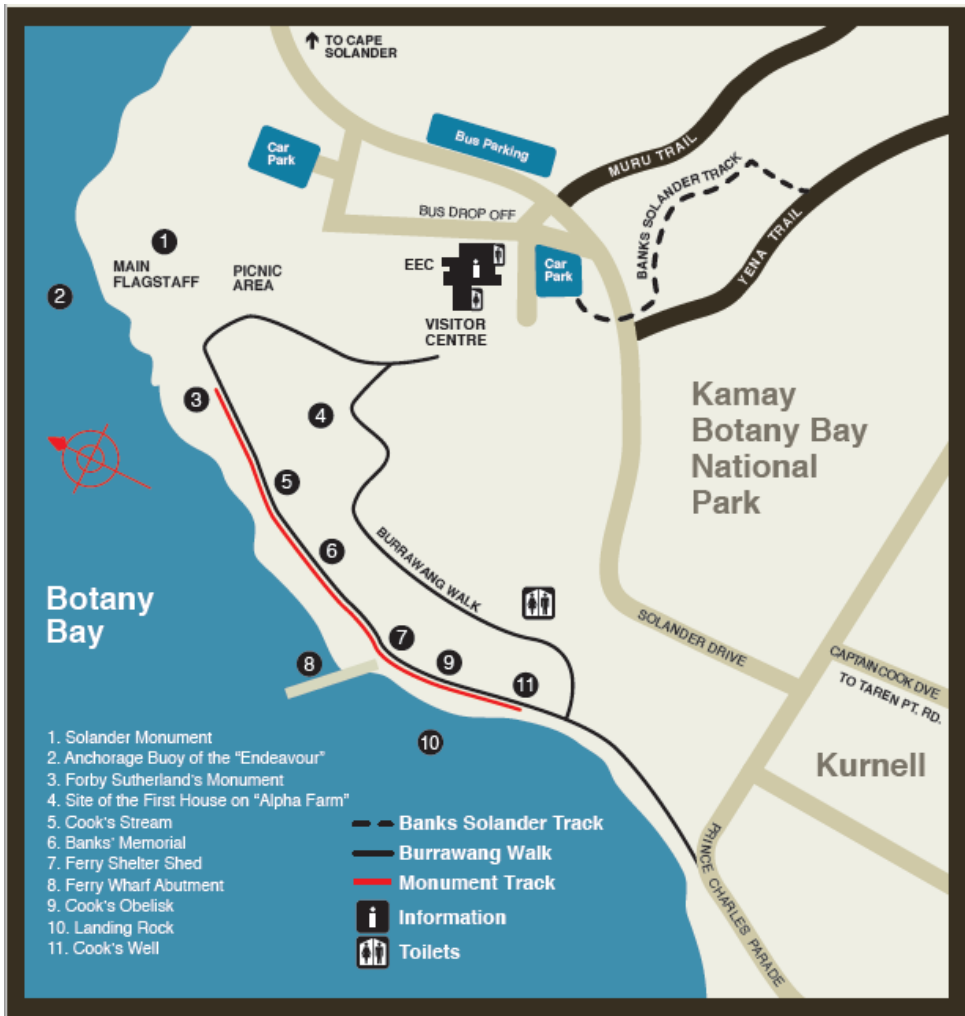 TO CAPE
SOLANDER
Car
Park
Bus Parking
MURU TRAIL
BANKS SOLANDER TRACK
YENA TRAIL
BUS DROP OFF
1
MAIN
FLAGSTAFF
PICNIC
AREA
EEC
i
Car
Park
2
VISITOR
CENTRE
3
4
Kamay
Botany Bay
National
Park
5
6
BURRAWANG WALK
Botany
Bay
7
8
9
11
10
SOLANDER DRIVE
CAPTAIN COOK DVE
TO TAREN PT. RD.
Kurnell
PRINCE CHARLES PARADE
1. Solander Monument
2. Anchorage Buoy of the "Endeavour"
3. Forby Sutherland's Monument
4. Site of the First House on "Alpha Farm"
5. Cook's Stream
6. Banks' Memorial
7. Ferry Shelter Shed
8. Ferry Wharf Abutment
9. Cook's Obelisk
10. Landing Rock
11. Cook's Well
Banks Solander Track
Burrawang Walk
Monument Track
i Information
Toilets